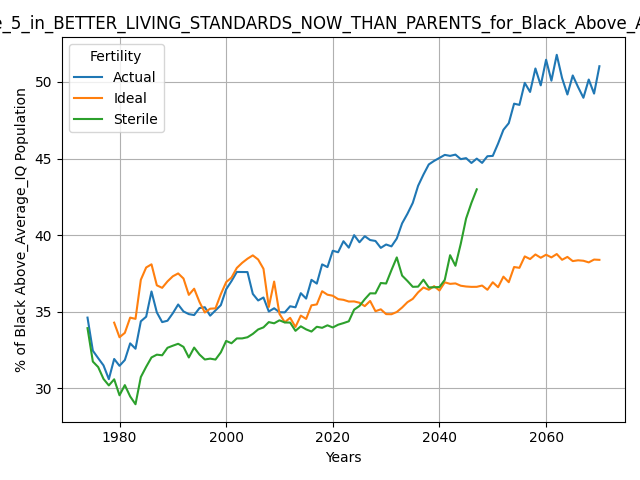 _5_in_BETTER_LIVING_STANDARDS_NOW_THAN_PARENTS_for_Black_Above_A
Fertility
Actual
Ideal
Sterile
% of Black Above_Average_IQ Population
50
45
40
35
30
1980
2000
2020
2040
2060
Years